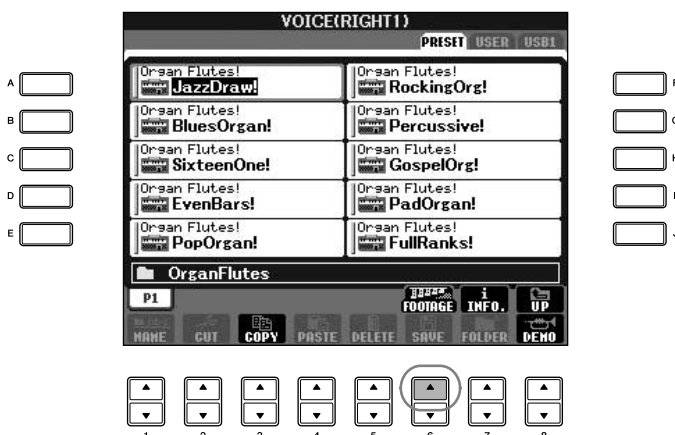 VOICE(RIGHT1)
PRESET USER USB1
Organ Flutes!
JazzDraw!
Organ Flutes!
RockingOrg!
Organ Flutes!
BluesOrgan!
Organ Flutes!
Percussive!
Organ Flutes!
SixteenOne!
Organ Flutes!
GospelOrg!
Organ Flutes!
EvenBars!
Organ Flutes!
PadOrgan!
Organ Flutes!
PopOrgan!
Organ Flutes!
FullRanks!
A
B
C
D
E
OrganFlutes
P1
FOOTAGE
i
INFO.
UP
NAME CUT COPY PASTE DELETE SAVE FOLDER DEMO